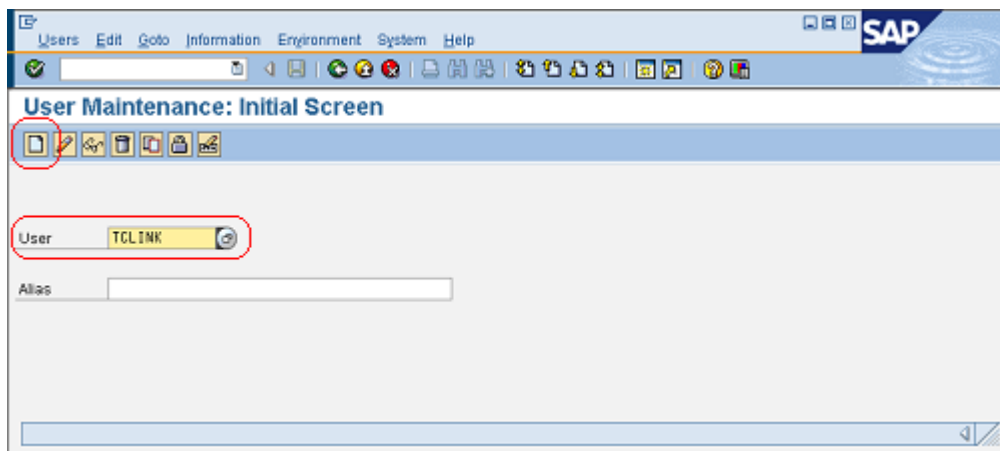 Users Edit Goto Information Environment System Help
SAP
User Maintenance: Initial Screen
User TCLINK
Alias